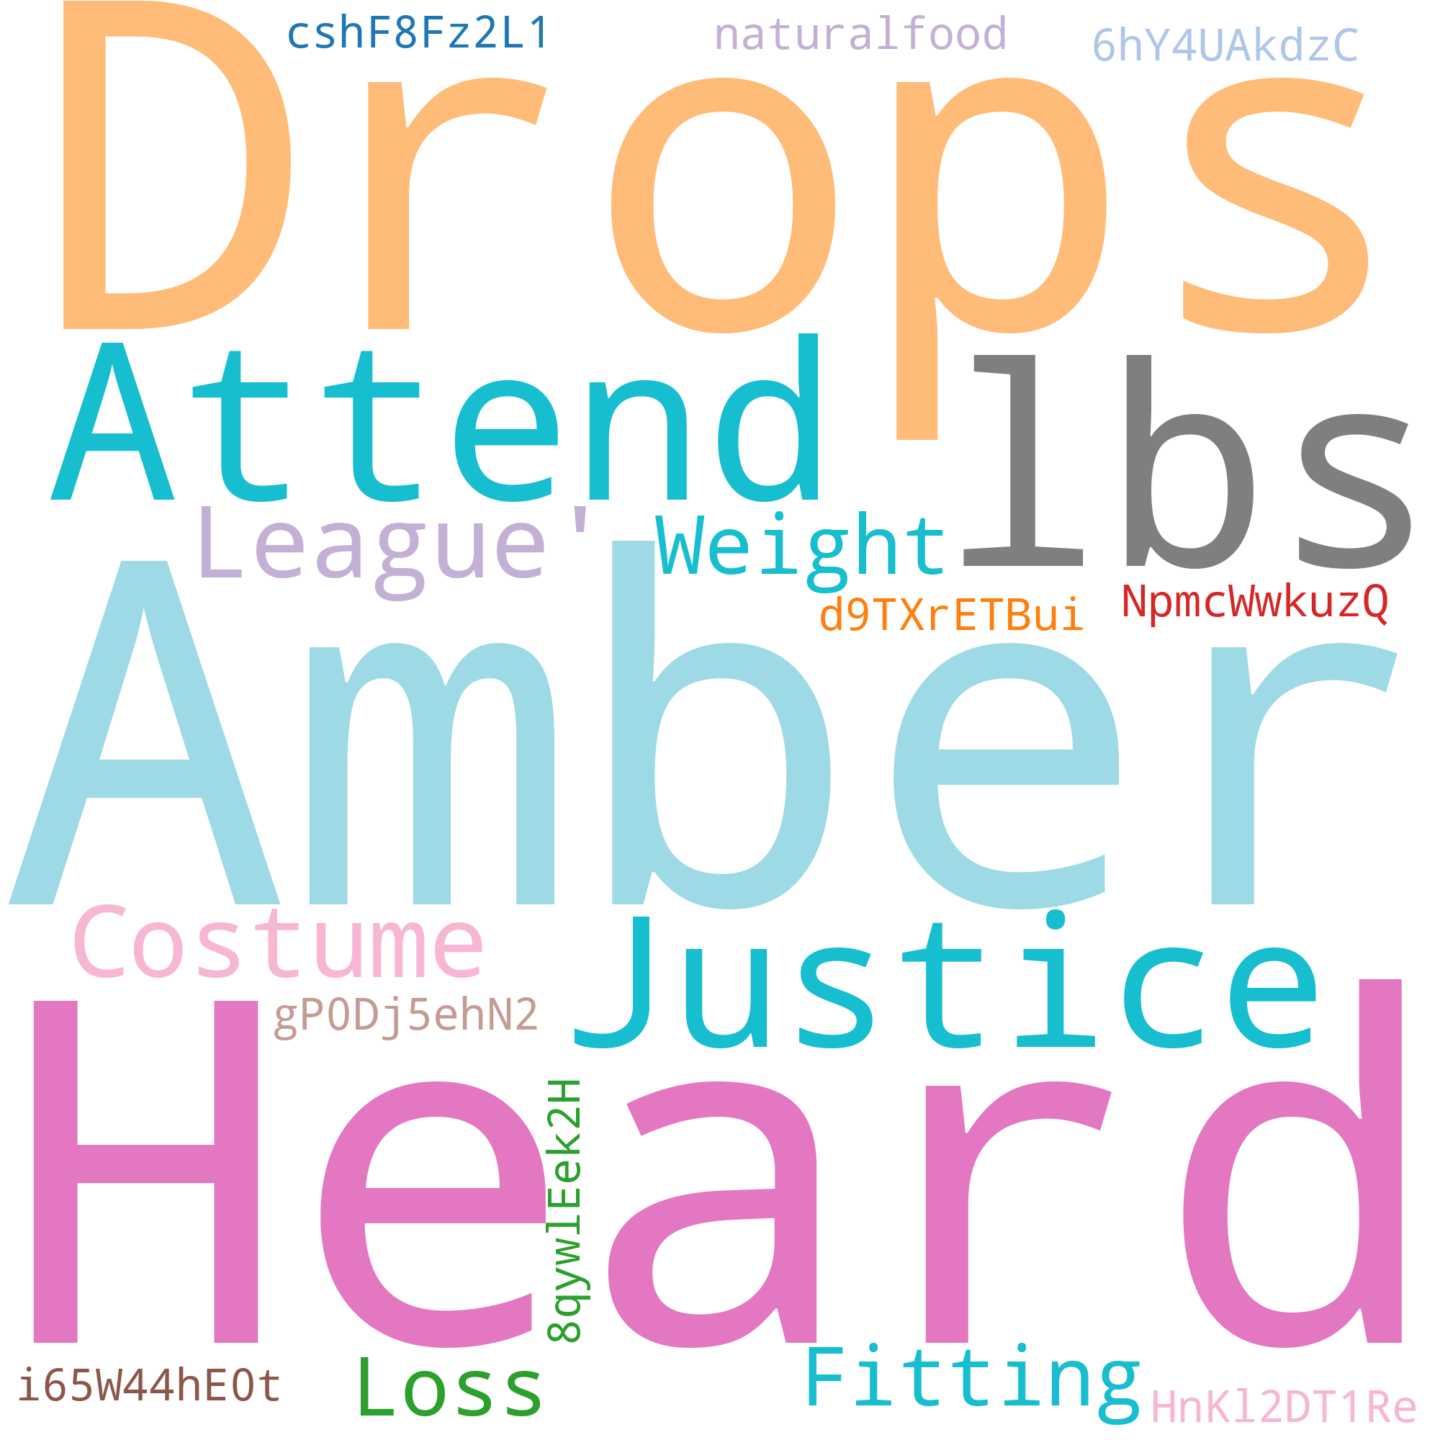 cshF8Fz2L1
naturalfood
6hY4UAkdzC
Drops
Attend
lbs
League'
Weight
d9TXrETBui
NpmcWwkuzQ
Amber
Costume
Justice
gP0Dj5ehN2
Heard
8qywlEek2H
i65W44hE0t
Loss
Fitting
HnKl2DT1Re